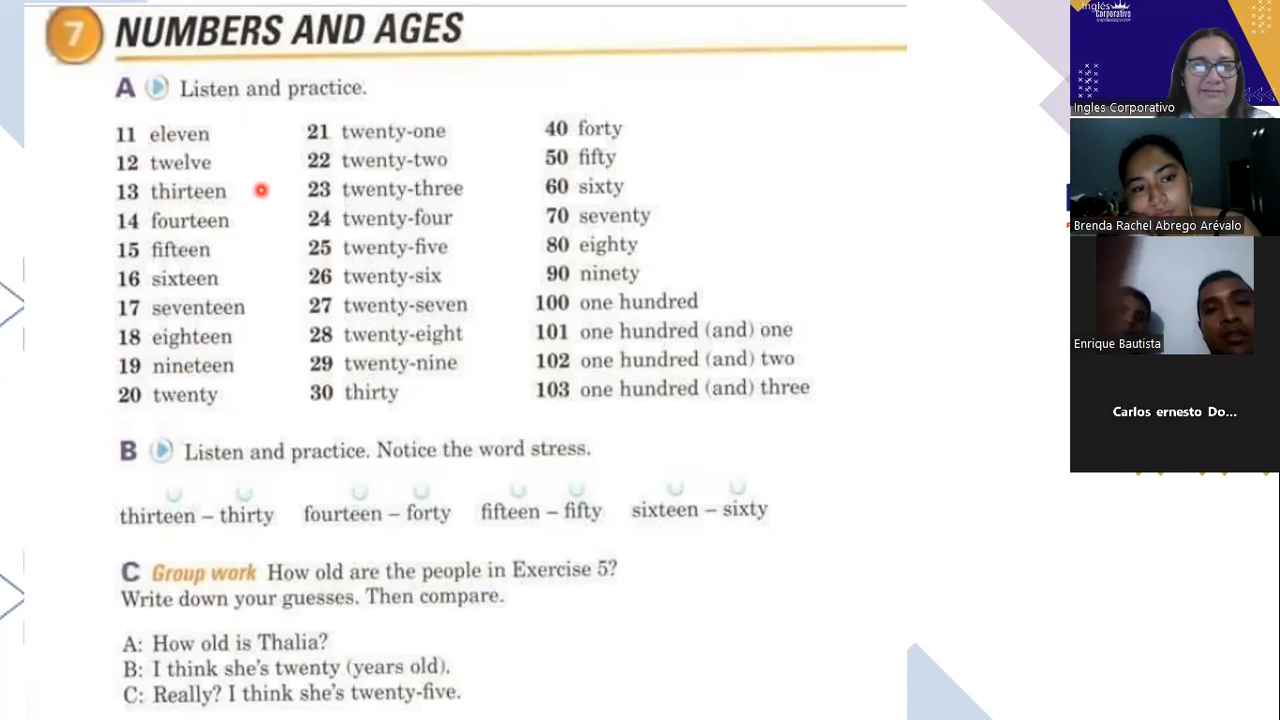 7 NUMBERS AND AGES
A Listen and practice.
11 eleven
12 twelve
13 thirteen
14 fourteen
15 fifteen
16 sixteen
17 seventeen
18 eighteen
19 nineteen
20 twenty
21 twenty-one
22 twenty-two
23 twenty-three
24 twenty-four
25 twenty-five
26 twenty-six
27 twenty-seven
28 twenty-eight
29 twenty-nine
30 thirty
40 forty
50 fifty
60 sixty
70 seventy
80 eighty
90 ninety
100 one hundred
101 one hundred (and) one
102 one hundred (and) two
103 one hundred (and) three
B Listen and practice. Notice the word stress.
thirteen – thirty fourteen – forty fifteen – fifty sixteen – sixty
C Group work How old are the people in Exercise 5?
Write down your guesses. Then compare.
A: How old is Thalia?
B: I think she's twenty (years old).
C: Really? I think she's twenty-five.
Inglés
Corporativo
Ingles Corporativo
Brenda Rachel Abrego Arévalo
Enrique Bautista
Carlos ernesto Do...